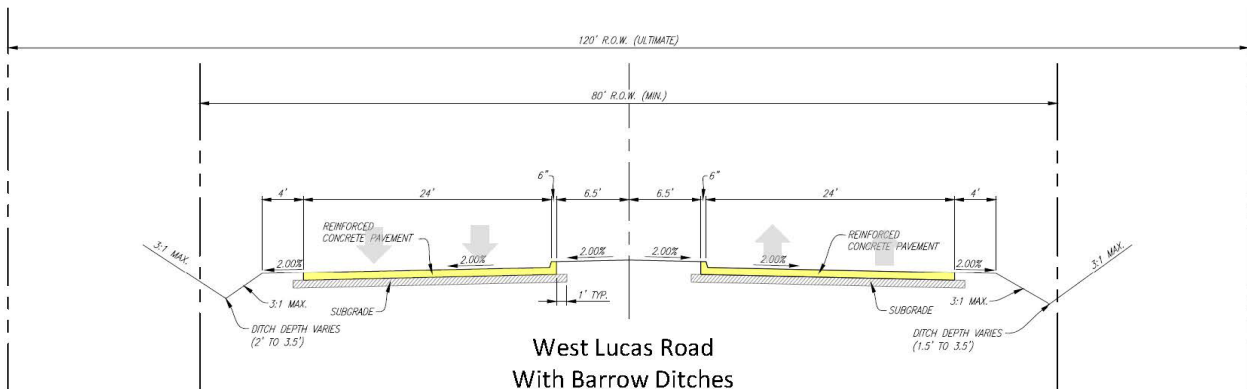 120' R.O.W. (ULTIMATE)
80' R.O.W. (MIN.)
4'
24'
6"
6.5'
6.5'
6"
24'
4'
3:1 MAX.
2.00%
REINFORCED
CONCRETE PAVEMENT
2.00%
2.00%
2.00%
2.00%
REINFORCED
CONCRETE PAVEMENT
2.00%
3:1 MAX.
3:1 MAX.
SUBGRADE
1' TYP.
SUBGRADE
3:1 MAX.
DITCH DEPTH VARIES
(2' TO 3.5')
DITCH DEPTH VARIES
(1.5' TO 3.5')
West Lucas Road
With Barrow Ditches